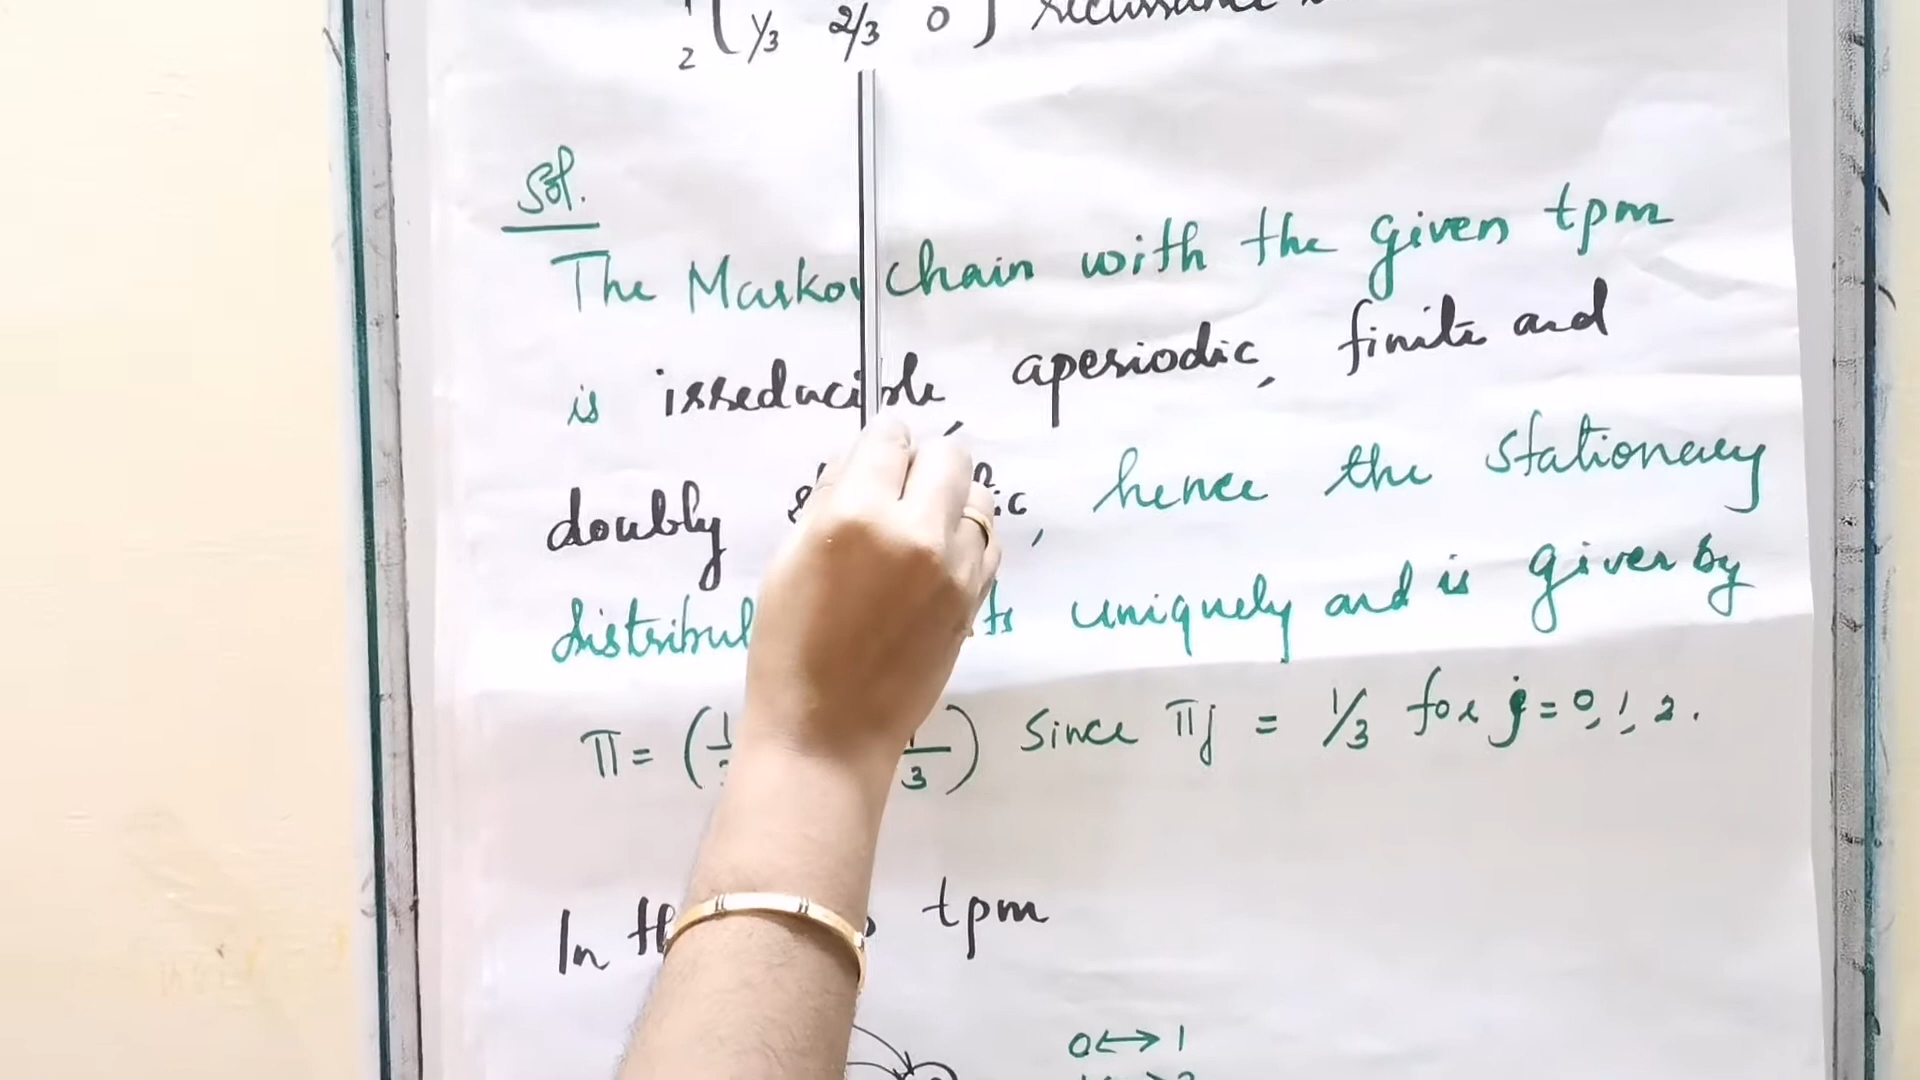 2 ( 1/3 2/3 0 )
Sol.
The Markov Chain with the given tpm
is irreducible, aperiodic, finite and
doubly hence the stationary
uniquely and is given by
π = ( 1/3 ) Since πj = 1/3 for j = 0, 1, 2.
In tpm
0 ↔ 1